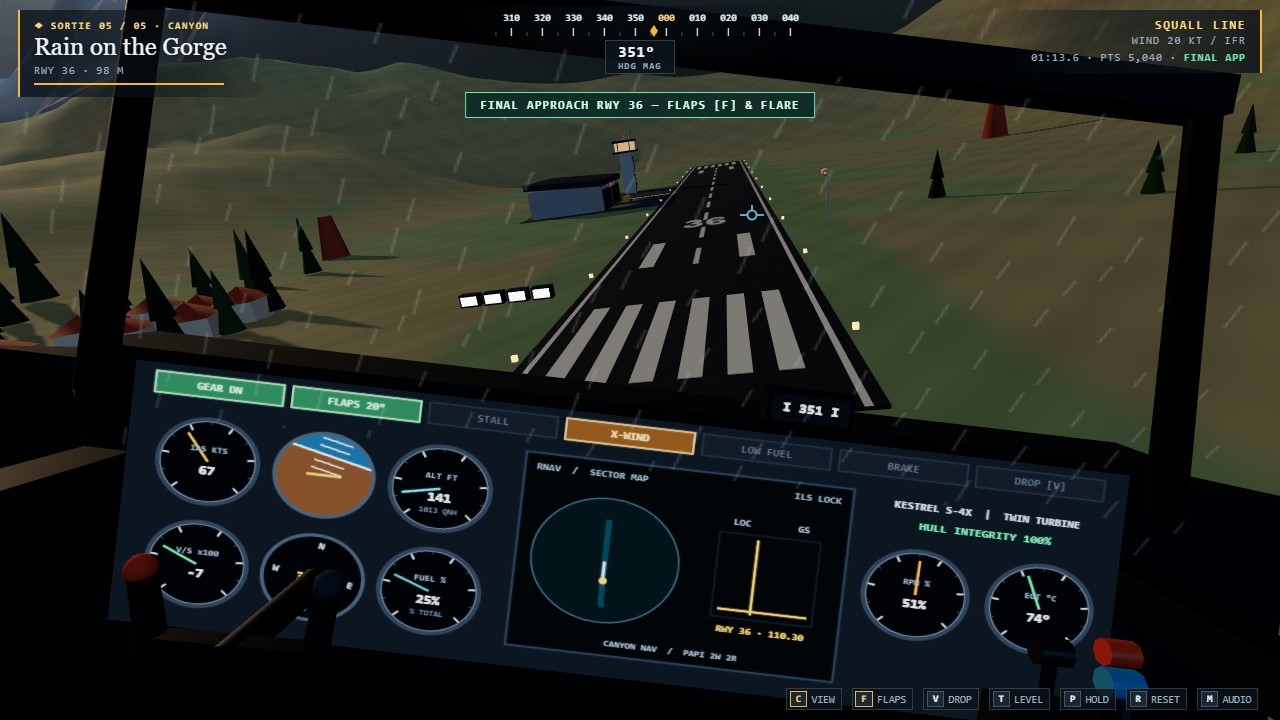 ◆ SORTIE 05 / 05 · CANYON
Rain on the Gorge
RWY 36 · 98 M
310 320 330 340 350 000 010 020 030 040
351°
HDG MAG
SQUALL LINE
WIND 20 KT / IFR
01:13.6 · PTS 5,040 · FINAL APP
FINAL APPROACH RWY 36 — FLAPS [F] & FLARE
36
I 351 I
GEAR DN
FLAPS 20°
STALL
X-WIND
LOW FUEL
BRAKE
DROP [V]
IAS KTS
67
ALT FT
141
1013 QNH
V/S x100
-7
N
W
E
FUEL %
25%
% TOTAL
RNAV / SECTOR MAP
ILS LOCK
LOC
GS
RWY 36 · 110.30
CANYON NAV / PAPI 2W 2R
KESTREL S-4X | TWIN TURBINE
HULL INTEGRITY 100%
RPM %
51%
EGT °C
74°
C VIEW
F FLAPS
V DROP
T LEVEL
P HOLD
R RESET
M AUDIO